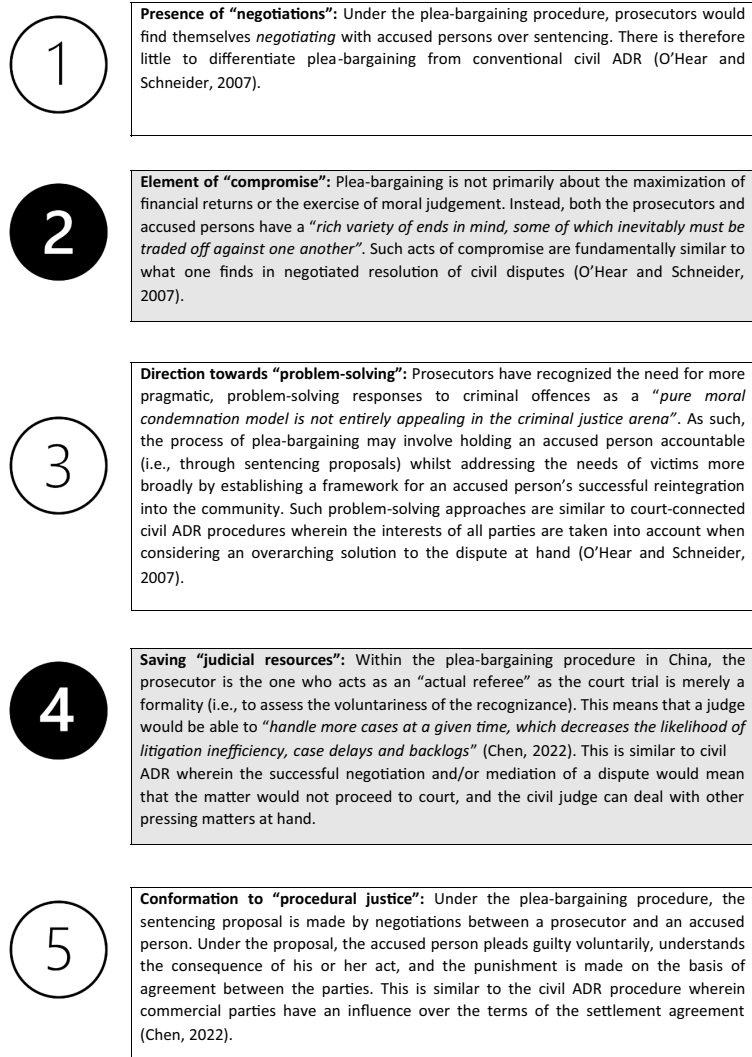 1
Presence of “negotiations”: Under the plea-bargaining procedure, prosecutors would
find themselves negotiating with accused persons over sentencing. There is therefore
little to differentiate plea-bargaining from conventional civil ADR (O’Hear and
Schneider, 2007).
2
Element of “compromise”: Plea-bargaining is not primarily about the maximization of
financial returns or the exercise of moral judgement. Instead, both the prosecutors and
accused persons have a “rich variety of ends in mind, some of which inevitably must be
traded off against one another”. Such acts of compromise are fundamentally similar to
what one finds in negotiated resolution of civil disputes (O’Hear and Schneider,
2007).
3
Direction towards “problem-solving”: Prosecutors have recognized the need for more
pragmatic, problem-solving responses to criminal offences as a “pure moral
condemnation model is not entirely appealing in the criminal justice arena”. As such,
the process of plea-bargaining may involve holding an accused person accountable
(i.e., through sentencing proposals) whilst addressing the needs of victims more
broadly by establishing a framework for an accused person’s successful reintegration
into the community. Such problem-solving approaches are similar to court-connected
civil ADR procedures wherein the interests of all parties are taken into account when
considering an overarching solution to the dispute at hand (O’Hear and Schneider,
2007).
4
Saving “judicial resources”: Within the plea-bargaining procedure in China, the
prosecutor is the one who acts as an “actual referee” as the court trial is merely a
formality (i.e., to assess the voluntariness of the recognizance). This means that a judge
would be able to “handle more cases at a given time, which decreases the likelihood of
litigation inefficiency, case delays and backlogs” (Chen, 2022). This is similar to civil
ADR wherein the successful negotiation and/or mediation of a dispute would mean
that the matter would not proceed to court, and the civil judge can deal with other
pressing matters at hand.
5
Conformation to “procedural justice”: Under the plea-bargaining procedure, the
sentencing proposal is made by negotiations between a prosecutor and an accused
person. Under the proposal, the accused person pleads guilty voluntarily, understands
the consequence of his or her act, and the punishment is made on the basis of
agreement between the parties. This is similar to the civil ADR procedure wherein
commercial parties have an influence over the terms of the settlement agreement
(Chen, 2022).